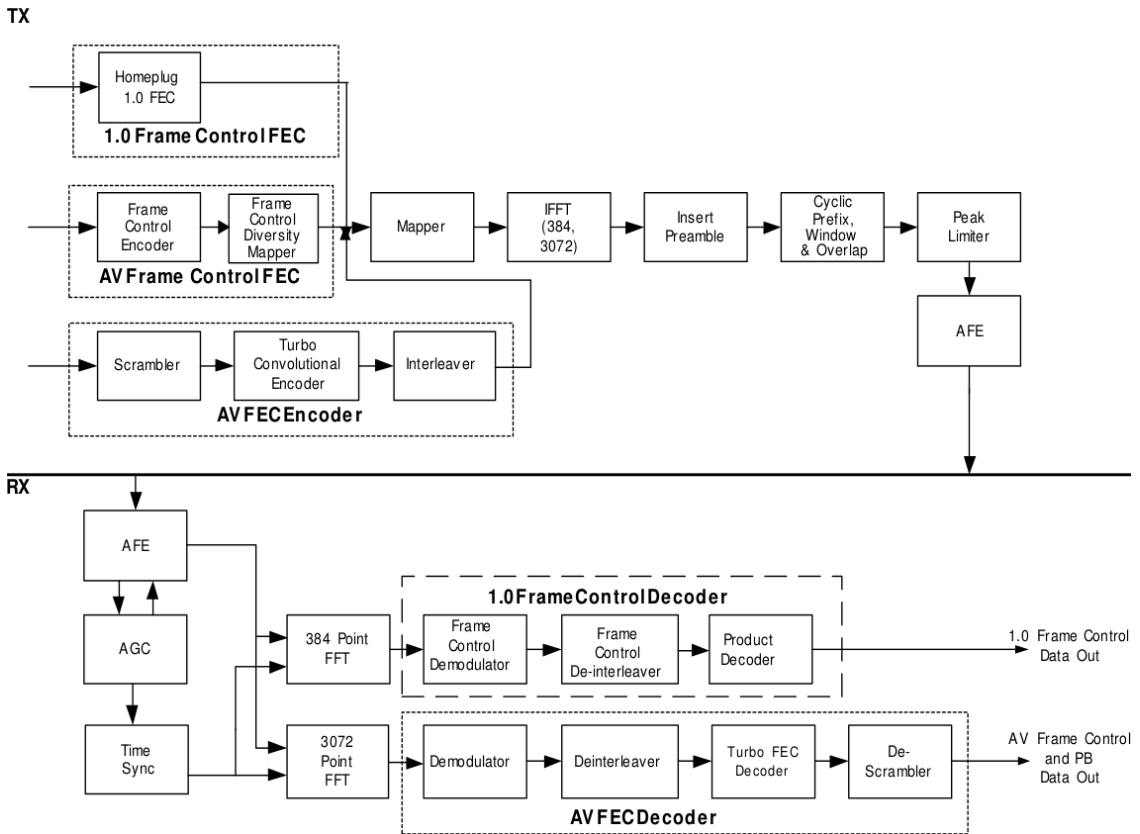 TX
Homeplug
1.0 FEC
1.0 Frame Control FEC
Frame
Control
Encoder
Frame
Control
Diversity
Mapper
AV Frame Control FEC
Mapper
IFFT
(384,
3072)
Insert
Preamble
Cyclic
Prefix,
Window
& Overlap
Peak
Limiter
AFE
Scrambler
Turbo
Convolutional
Encoder
Interleaver
AV FEC Encoder
RX
AFE
AGC
Time
Sync
384 Point
FFT
3072
Point
FFT
1.0 Frame Control Decoder
Frame
Control
Demodulator
Frame
Control
De-interleaver
Product
Decoder
1.0 Frame Control
Data Out
Demodulator
Deinterleaver
Turbo FEC
Decoder
De-
Scrambler
AV FEC Decoder
AV Frame Control
and PB
Data Out